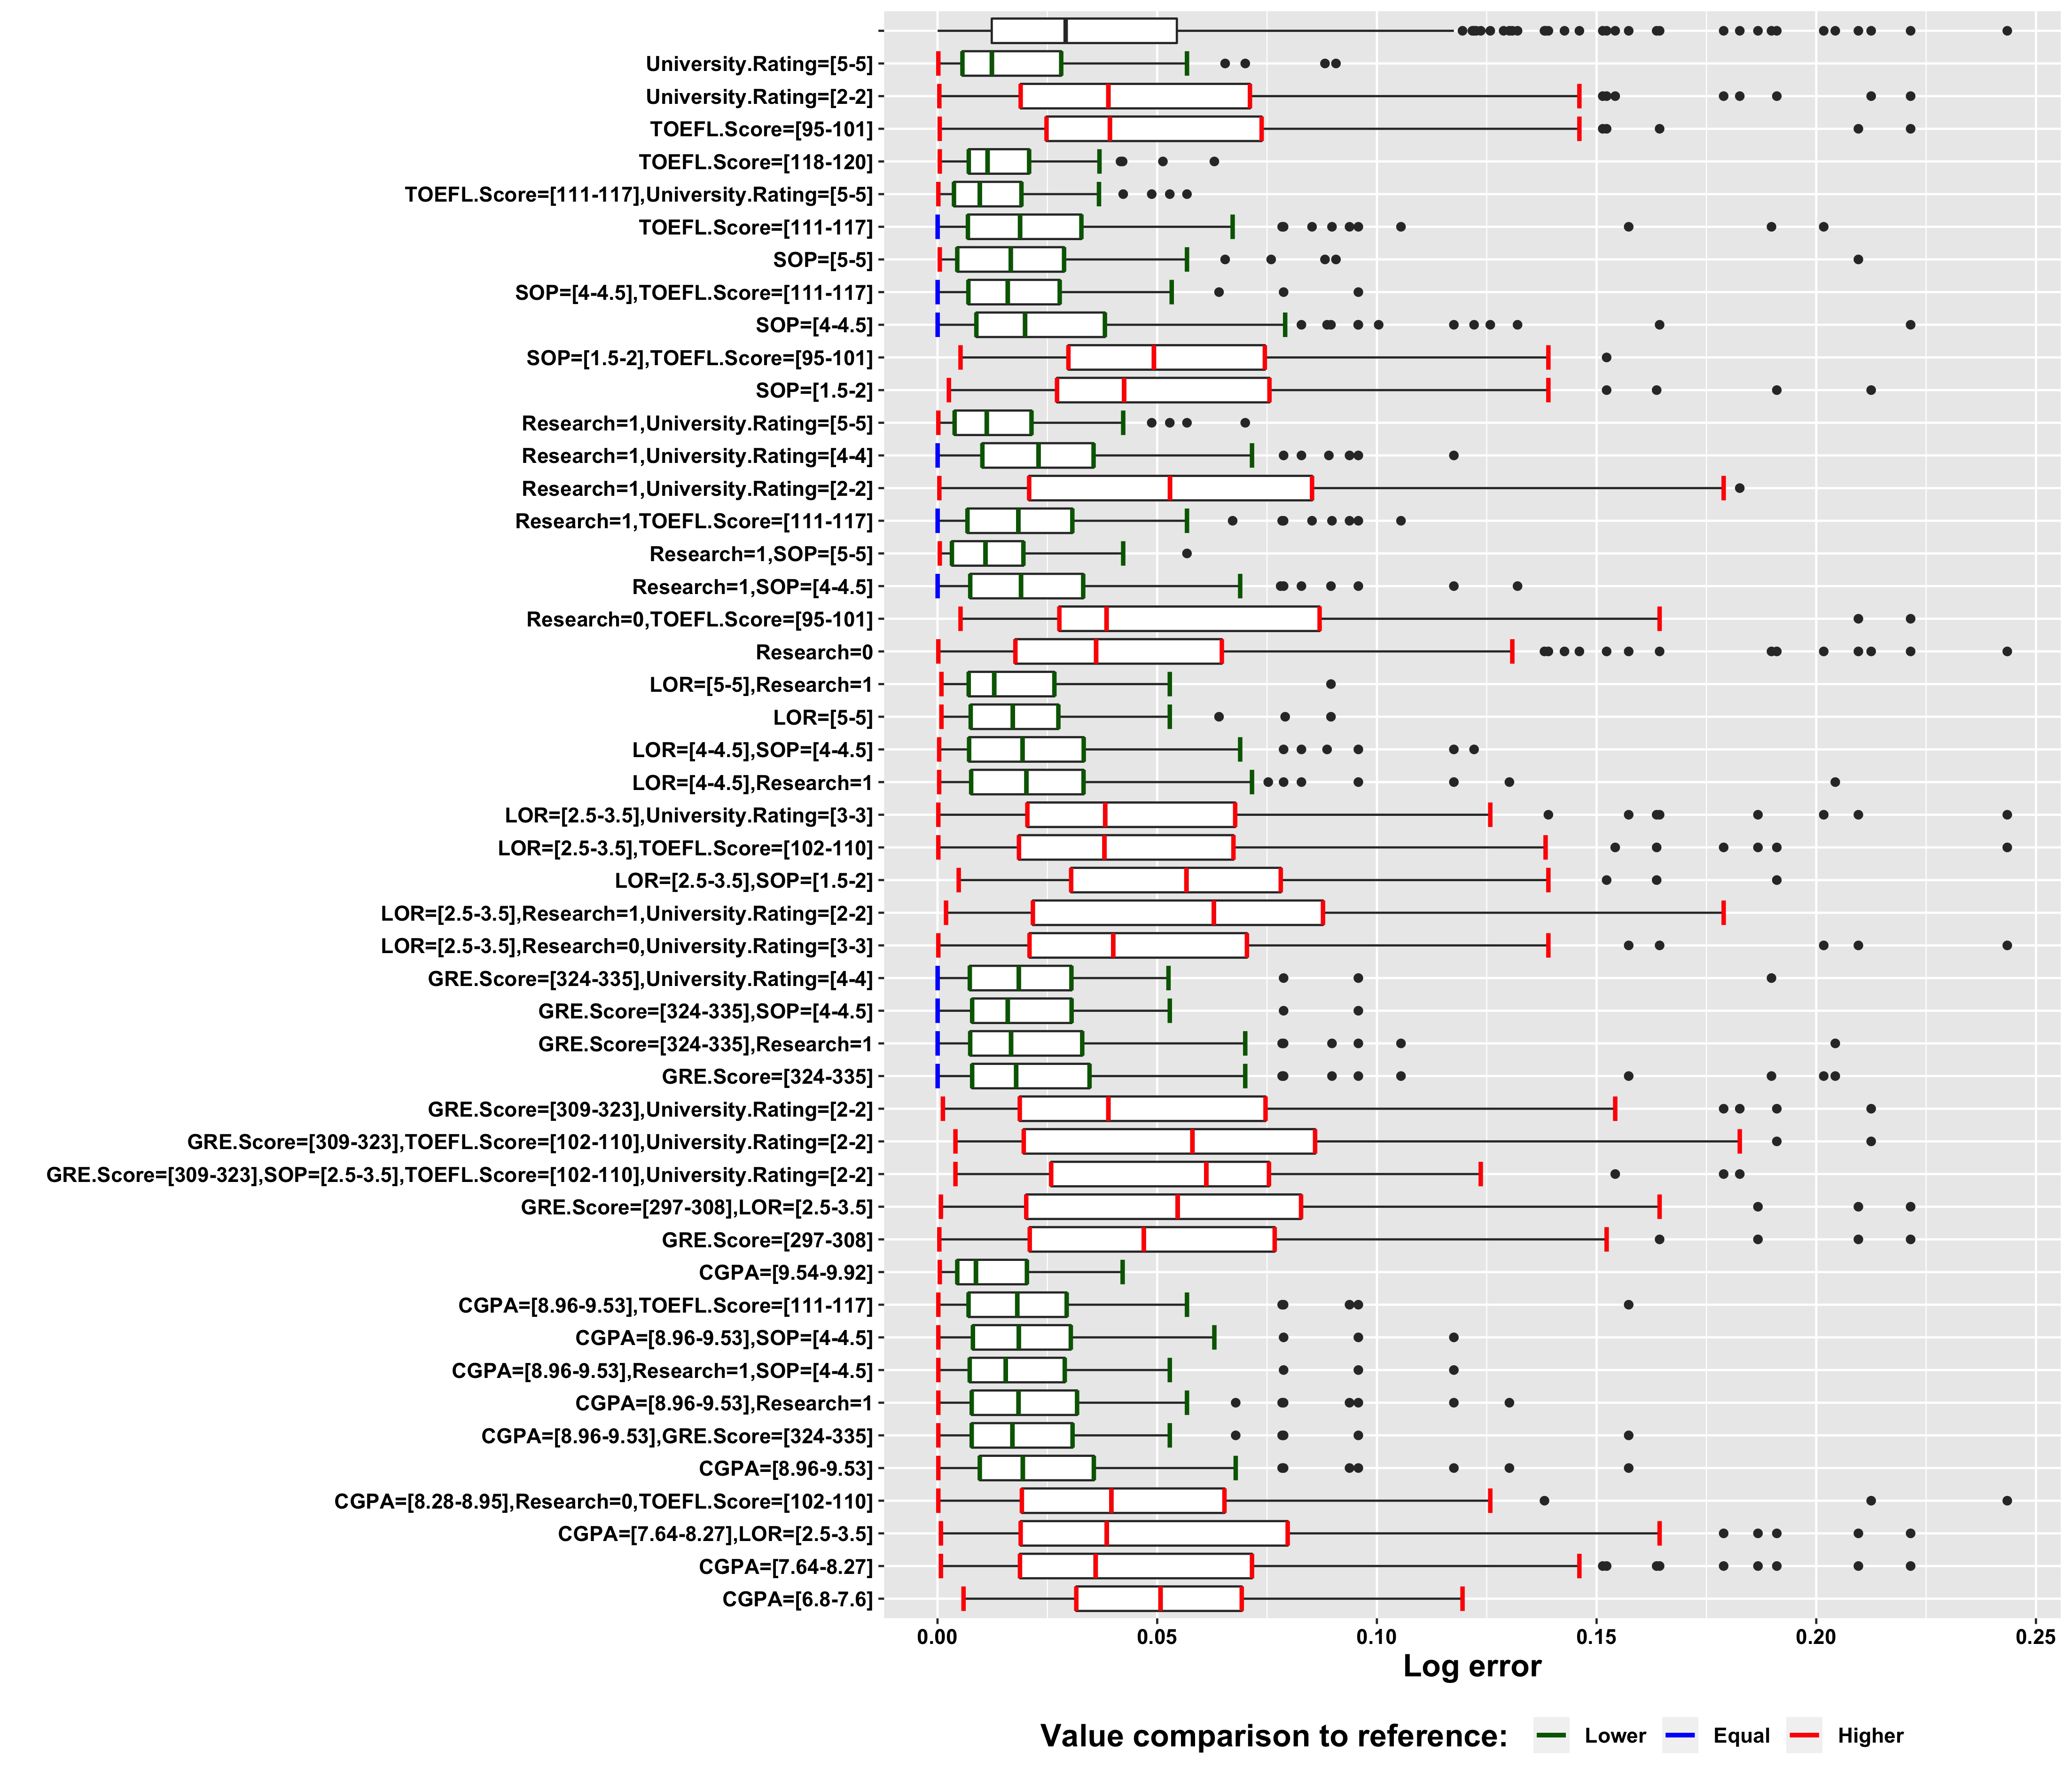 University.Rating=[5-5]
University.Rating=[2-2]
TOEFL.Score=[95-101]
TOEFL.Score=[118-120]
TOEFL.Score=[111-117],University.Rating=[5-5]
TOEFL.Score=[111-117]
SOP=[5-5]
SOP=[4-4.5],TOEFL.Score=[111-117]
SOP=[4-4.5]
SOP=[1.5-2],TOEFL.Score=[95-101]
SOP=[1.5-2]
Research=1,University.Rating=[5-5]
Research=1,University.Rating=[4-4]
Research=1,University.Rating=[2-2]
Research=1,TOEFL.Score=[111-117]
Research=1,SOP=[5-5]
Research=1,SOP=[4-4.5]
Research=0,TOEFL.Score=[95-101]
Research=0
LOR=[5-5],Research=1
LOR=[5-5]
LOR=[4-4.5],SOP=[4-4.5]
LOR=[4-4.5],Research=1
LOR=[2.5-3.5],University.Rating=[3-3]
LOR=[2.5-3.5],TOEFL.Score=[102-110]
LOR=[2.5-3.5],SOP=[1.5-2]
LOR=[2.5-3.5],Research=1,University.Rating=[2-2]
LOR=[2.5-3.5],Research=0,University.Rating=[3-3]
GRE.Score=[324-335],University.Rating=[4-4]
GRE.Score=[324-335],SOP=[4-4.5]
GRE.Score=[324-335],Research=1
GRE.Score=[324-335]
GRE.Score=[309-323],University.Rating=[2-2]
GRE.Score=[309-323],TOEFL.Score=[102-110],University.Rating=[2-2]
GRE.Score=[309-323],SOP=[2.5-3.5],TOEFL.Score=[102-110],University.Rating=[2-2]
GRE.Score=[297-308],LOR=[2.5-3.5]
GRE.Score=[297-308]
CGPA=[9.54-9.92]
CGPA=[8.96-9.53],TOEFL.Score=[111-117]
CGPA=[8.96-9.53],SOP=[4-4.5]
CGPA=[8.96-9.53],Research=1,SOP=[4-4.5]
CGPA=[8.96-9.53],Research=1
CGPA=[8.96-9.53],GRE.Score=[324-335]
CGPA=[8.96-9.53]
CGPA=[8.28-8.95],Research=0,TOEFL.Score=[102-110]
CGPA=[7.64-8.27],LOR=[2.5-3.5]
CGPA=[7.64-8.27]
CGPA=[6.8-7.6]
0.00 0.05 0.10 0.15 0.20 0.25
Log error
Value comparison to reference: Lower Equal Higher